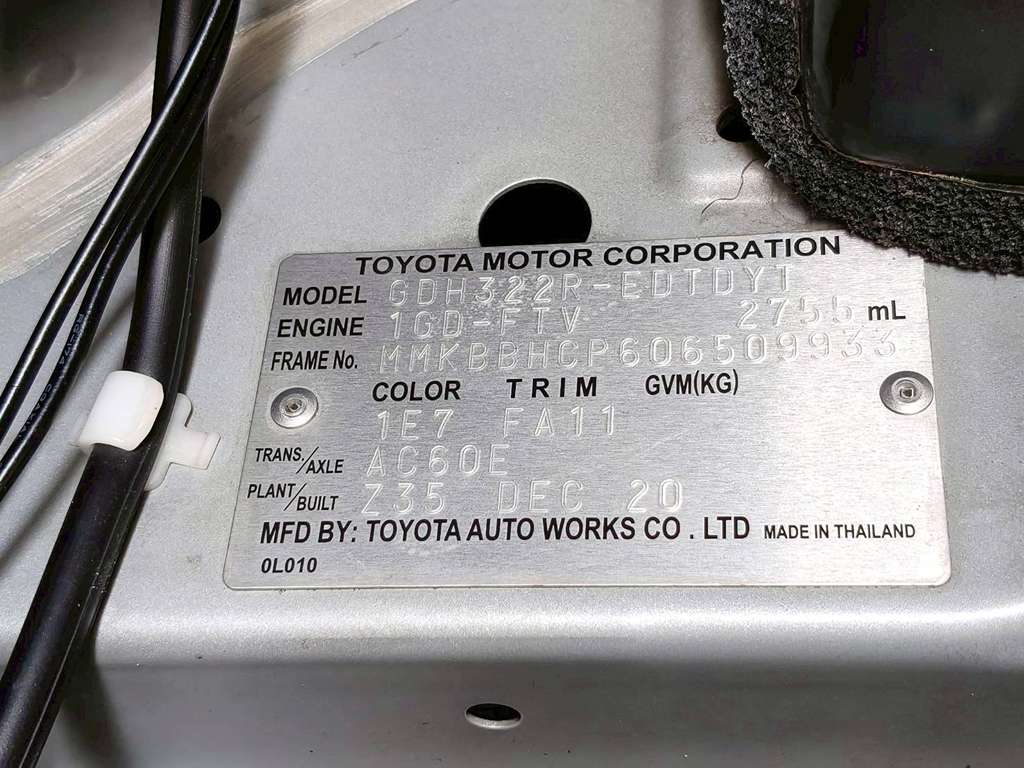 TOYOTA MOTOR CORPORATION
MODEL GDH322R-EDTDYT
ENGINE 1GD-FTV 2755 mL
FRAME No. MMKBBHCP606509933
COLOR TRIM GVM(KG)
1E7 FA11
TRANS./AXLE AC60E
PLANT/BUILT Z35 DEC 20
MFD BY: TOYOTA AUTO WORKS CO . LTD MADE IN THAILAND
0L010